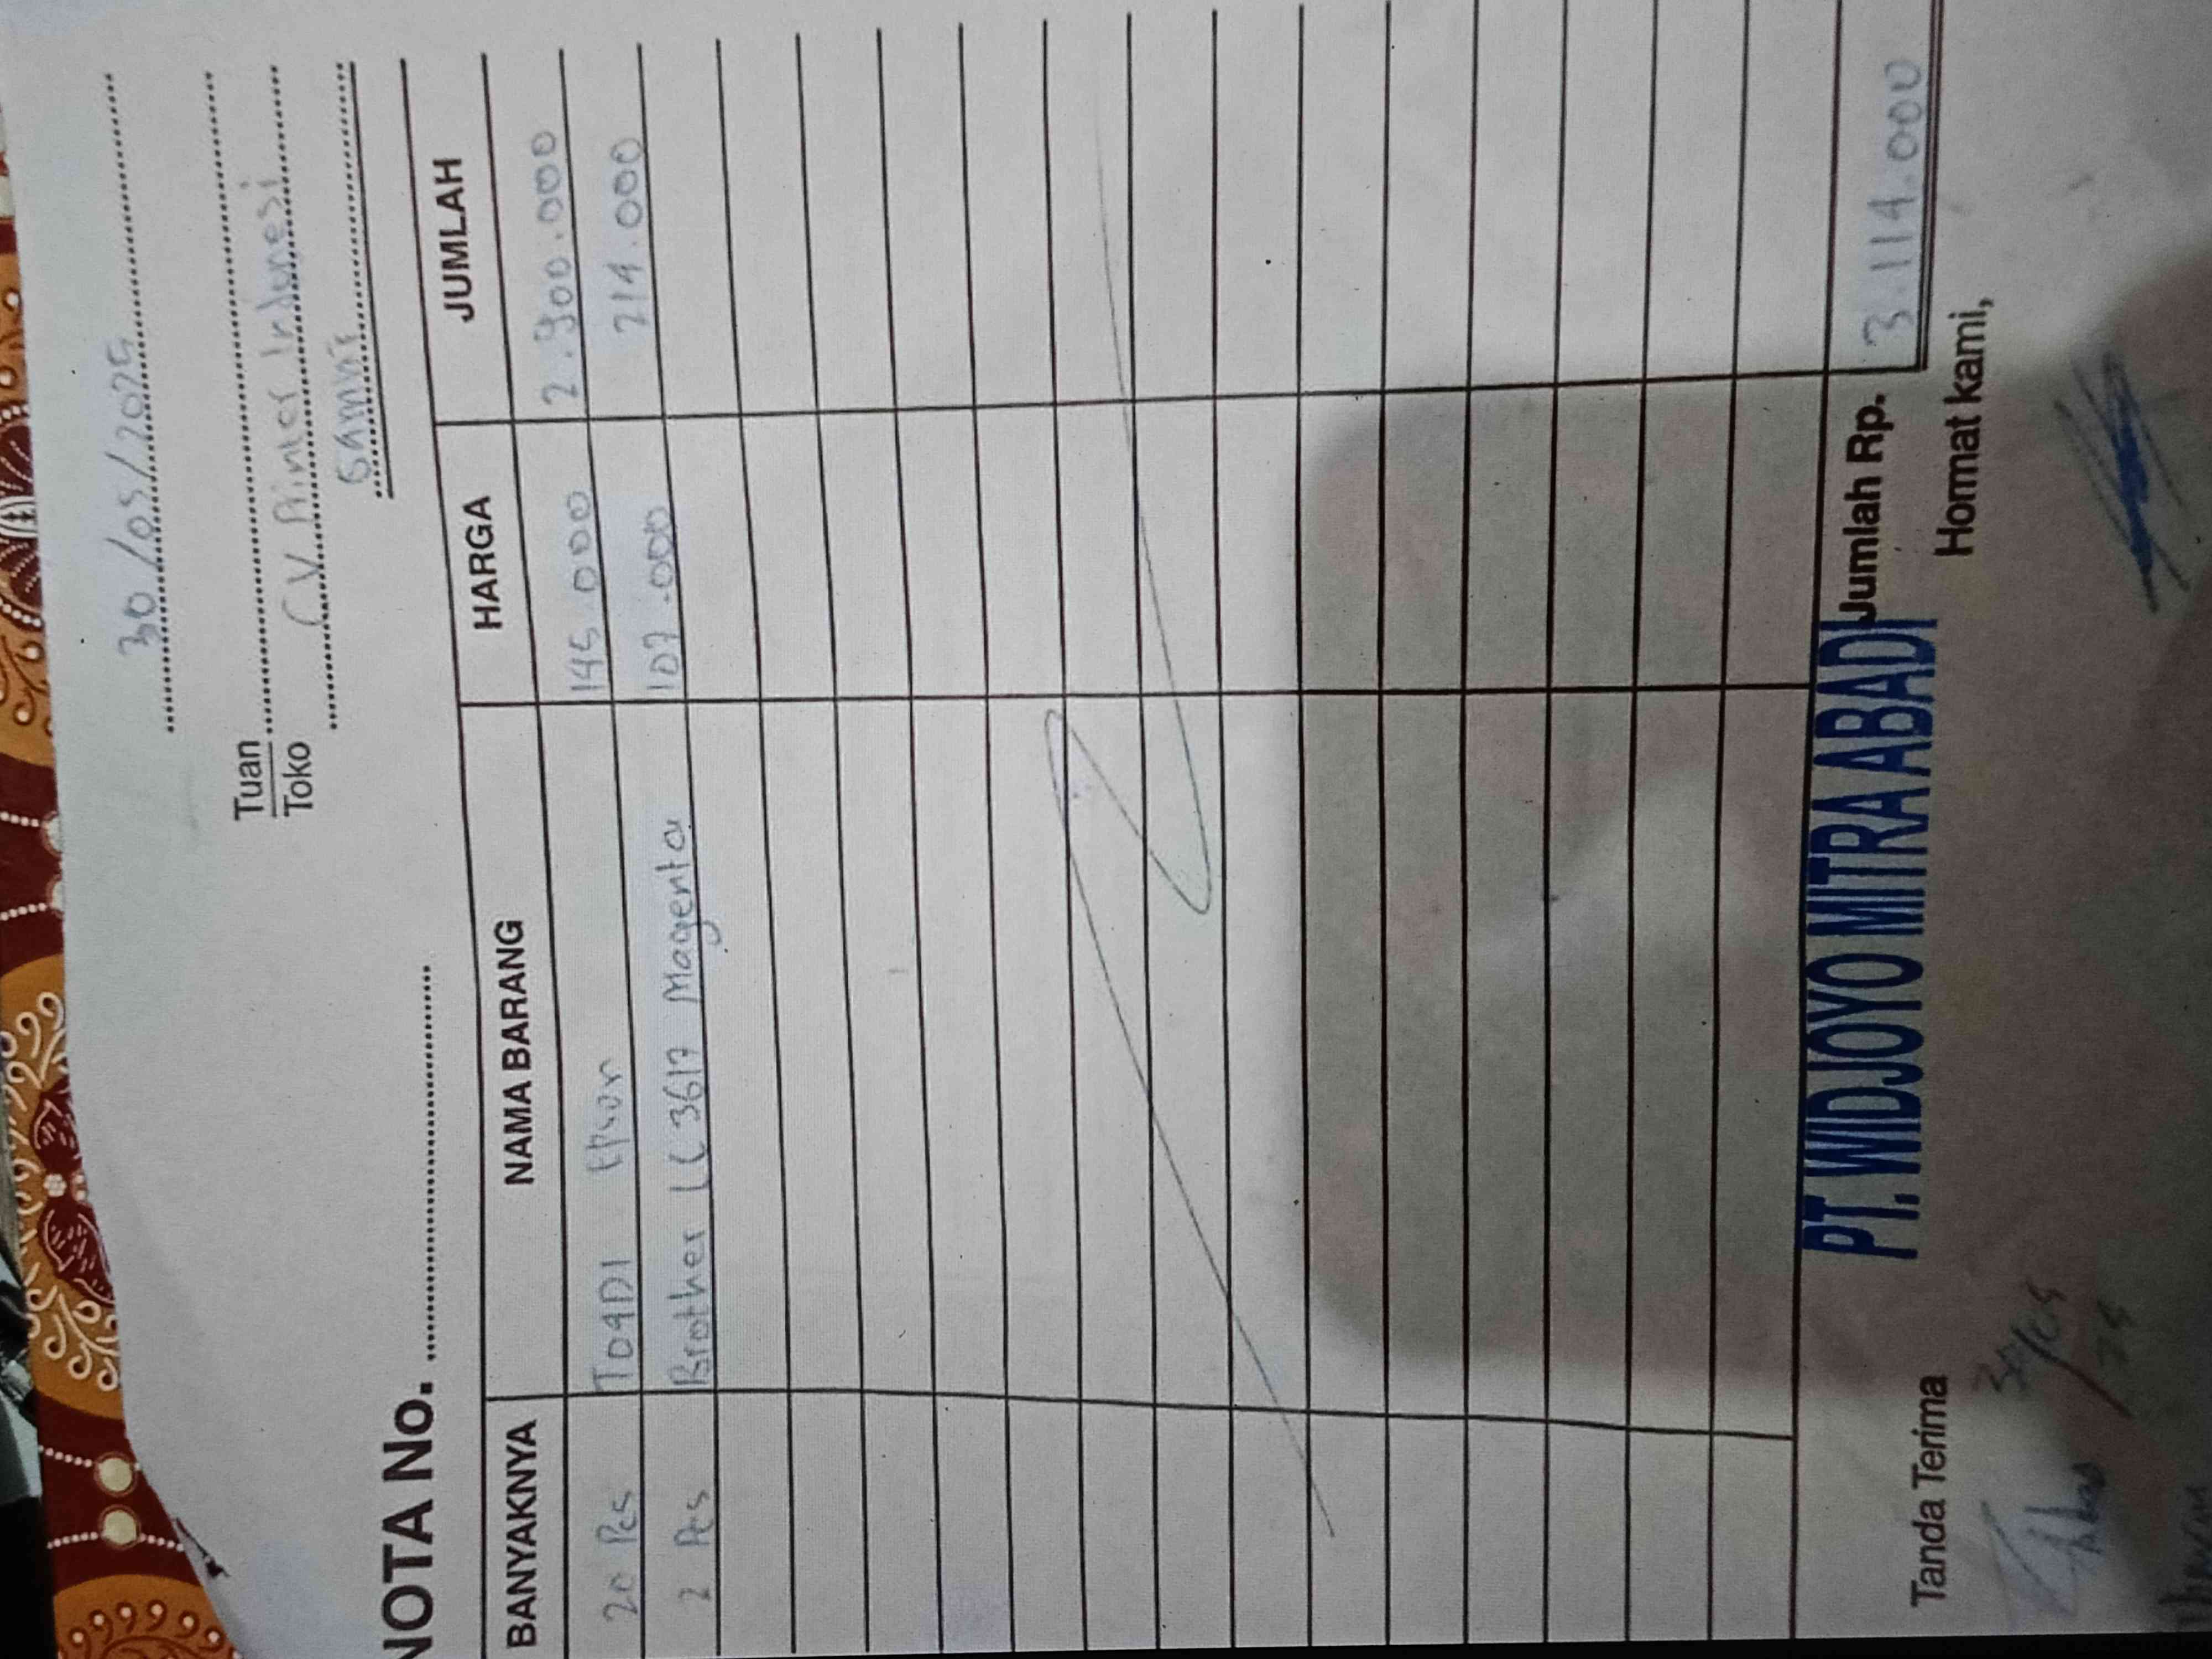 30/05/2025
Tuan
Toko
CV Printer Indonesi
NOTA No.
BANYAKNYA NAMA BARANG HARGA JUMLAH
20 Pcs T04D1 Epson 145.000 2.900.000
2 Pcs Brother LC 3617 Magenta 107.000 214.000
Jumlah Rp. 3.114.000
PT. WIDJOYO MITRA ABADI
Tanda Terima Hormat kami,